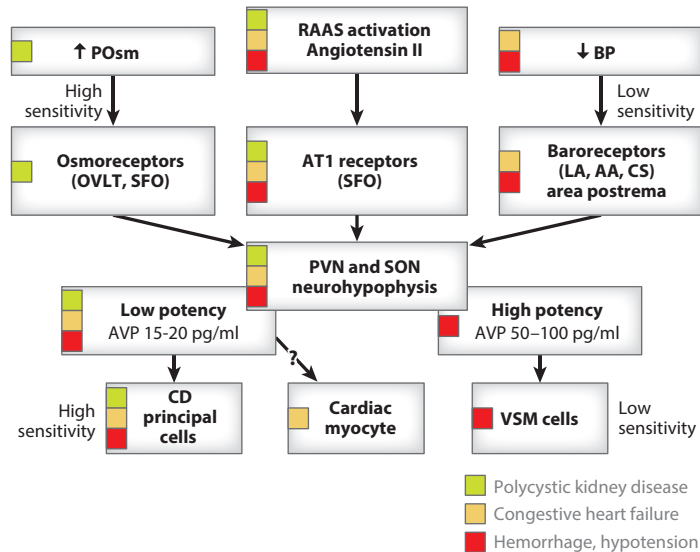 ↑ POsm
RAAS activation
Angiotensin II
↓ BP
High
sensitivity
Low
sensitivity
Osmoreceptors
(OVLT, SFO)
AT1 receptors
(SFO)
Baroreceptors
(LA, AA, CS)
area postrema
PVN and SON
neurohypophysis
Low potency
AVP 15-20 pg/ml
High potency
AVP 50–100 pg/ml
?
High
sensitivity
CD
principal
cells
Cardiac
myocyte
VSM cells
Low
sensitivity
Polycystic kidney disease
Congestive heart failure
Hemorrhage, hypotension